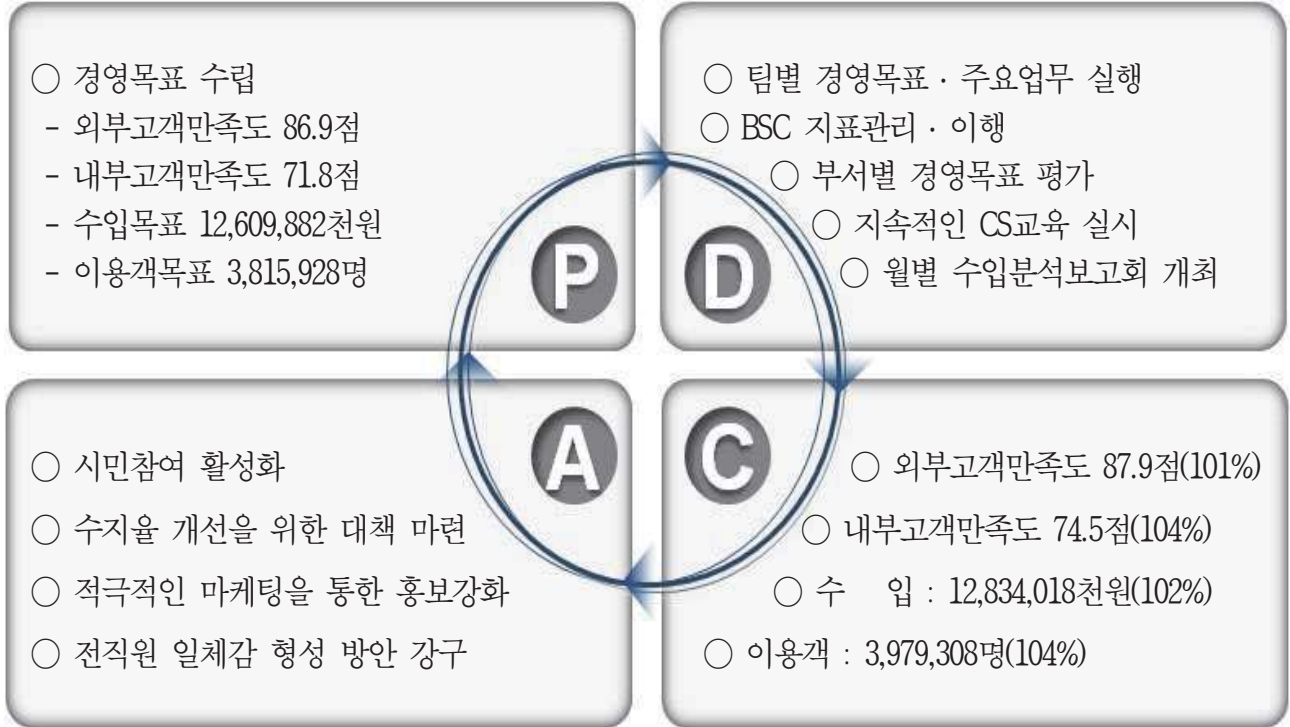 ○ 경영목표 수립
- 외부고객만족도 86.9점
- 내부고객만족도 71.8점
- 수입목표 12,609,882천원
- 이용객목표 3,815,928명
P
○ 팀별 경영목표 · 주요업무 실행
○ BSC 지표관리 · 이행
○ 부서별 경영목표 평가
○ 지속적인 CS교육 실시
○ 월별 수입분석보고회 개최
D
○ 시민참여 활성화
○ 수지율 개선을 위한 대책 마련
○ 적극적인 마케팅을 통한 홍보강화
○ 전직원 일체감 형성 방안 강구
A
○ 외부고객만족도 87.9점(101%)
○ 내부고객만족도 74.5점(104%)
○ 수 입 : 12,834,018천원(102%)
○ 이용객 : 3,979,308명(104%)
C